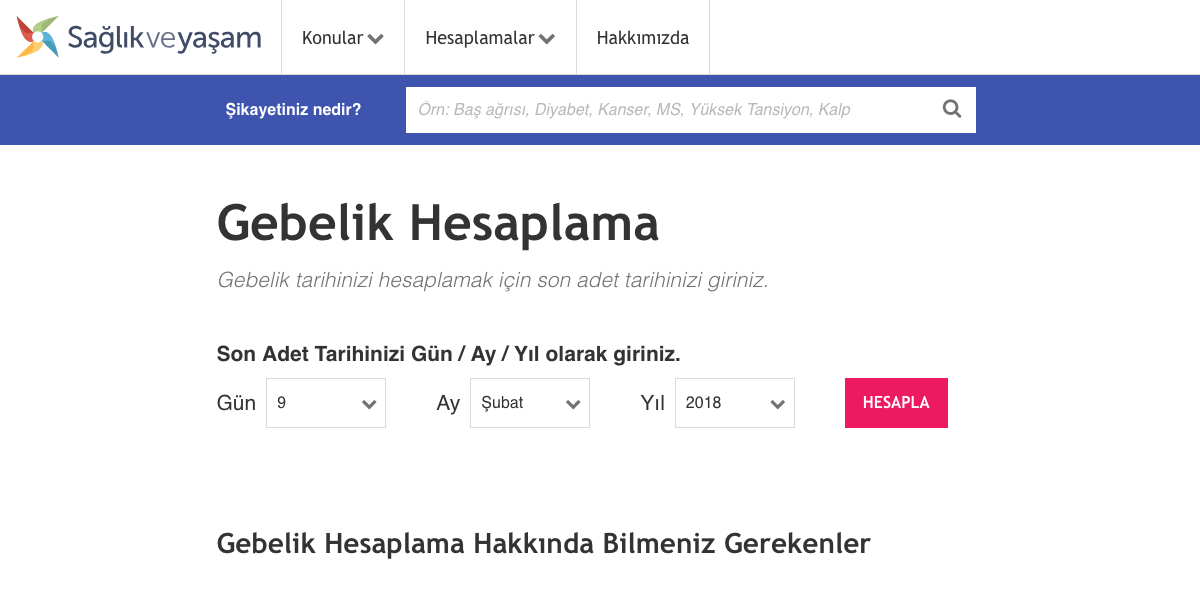 Sağlıkveyaşam
Konular
Hesaplamalar
Hakkımızda
Şikayetiniz nedir?
Örn: Baş ağrısı, Diyabet, Kanser, MS, Yüksek Tansiyon, Kalp
Gebelik Hesaplama
Gebelik tarihinizi hesaplamak için son adet tarihinizi giriniz.
Son Adet Tarihinizi Gün / Ay / Yıl olarak giriniz.
Gün 9 Ay Şubat Yıl 2018 HESAPLA
Gebelik Hesaplama Hakkında Bilmeniz Gerekenler